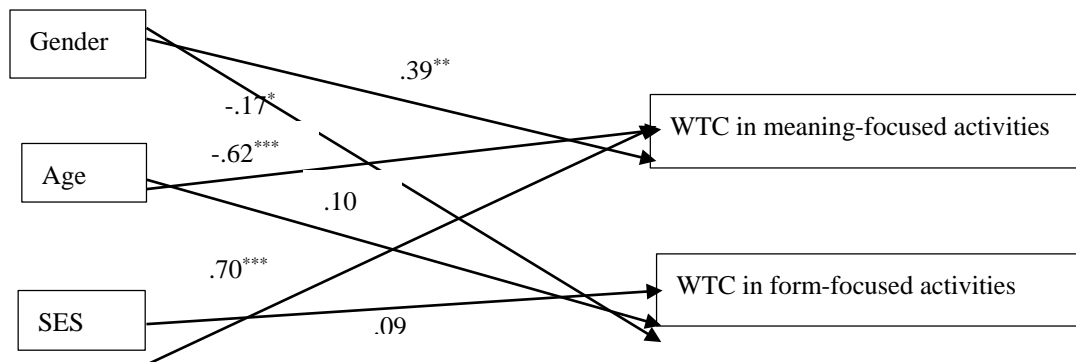 Gender
.39**
-.17*
WTC in meaning-focused activities
-.62***
Age
.10
.70***
WTC in form-focused activities
SES
.09